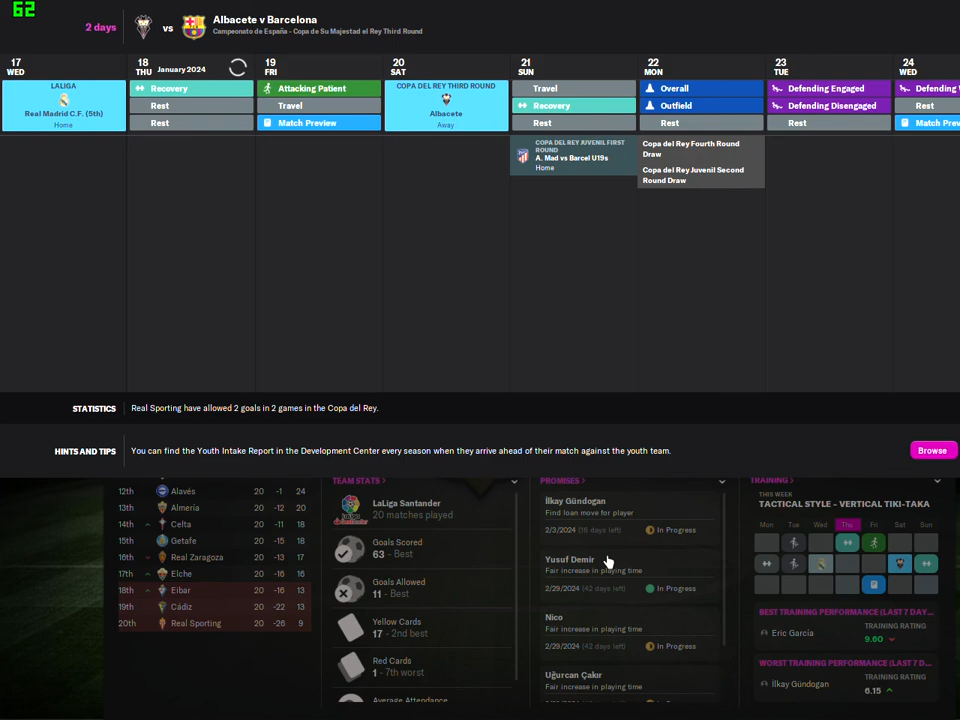 62
2 days
vs
Albacete v Barcelona
Campeonato de España - Copa de Su Majestad el Rey Third Round
17
WED
18
THU January 2024
19
FRI
20
SAT
21
SUN
22
MON
23
TUE
24
WED
LALIGA
Real Madrid C.F. (5th)
Home
Recovery
Rest
Rest
Attacking Patient
Travel
Match Preview
COPA DEL REY THIRD ROUND
Albacete
Away
Travel
Recovery
Rest
Overall
Outfield
Rest
Defending Engaged
Defending Disengaged
Rest
Defending
Rest
Match Prev
COPA DEL REY JUVENIL FIRST
ROUND
A. Mad vs Barcel U19s
Home
Copa del Rey Fourth Round
Draw
Copa del Rey Juvenil Second
Round Draw
STATISTICS
Real Sporting have allowed 2 goals in 2 games in the Copa del Rey.
HINTS AND TIPS
You can find the Youth Intake Report in the Development Center every season when they arrive ahead of their match against the youth team.
Browse
12th Alavés 20 -1 24
13th Almería 20 -12 20
14th Celta 20 -11 18
15th Getafe 20 -15 18
16th Real Zaragoza 20 -13 17
17th Elche 20 -16 16
18th Eibar 20 -16 13
19th Cádiz 20 -22 13
20th Real Sporting 20 -26 9
TEAM STATS >
LaLiga Santander
20 matches played
Goals Scored
63 - Best
Goals Allowed
11 - Best
Yellow Cards
17 - 2nd best
Red Cards
1 - 7th worst
Average Attendance
PROMISES >
İlkay Gündogan
Find loan move for player
2/3/2024 (16 days left) In Progress
Yusuf Demir
Fair increase in playing time
2/29/2024 (42 days left) In Progress
Nico
Fair increase in playing time
2/29/2024 (42 days left) In Progress
Uğurcan Çakır
Fair increase in playing time
In Progress
TRAINING >
THIS WEEK
TACTICAL STYLE - VERTICAL TIKI-TAKA
Mon Tue Wed Thu Fri Sat Sun
BEST TRAINING PERFORMANCE (LAST 7 DAY...
Eric García
TRAINING RATING
9.60
WORST TRAINING PERFORMANCE (LAST 7 D...
İlkay Gündogan
TRAINING RATING
6.15